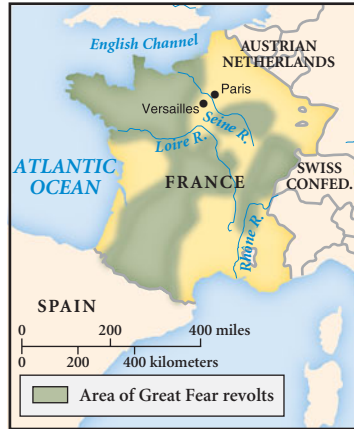 English Channel
AUSTRIAN
NETHERLANDS
Paris
Versailles
Seine R.
Loire R.
ATLANTIC
OCEAN
FRANCE
SWISS
CONFED.
Rhône R.
SPAIN
0 200 400 miles
0 200 400 kilometers
Area of Great Fear revolts